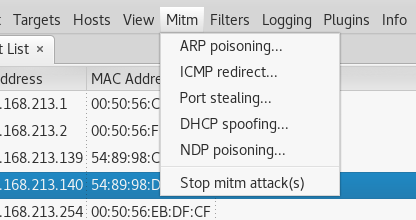 Targets Hosts View Mitm Filters Logging Plugins Info
t List ×
address MAC Addre
.168.213.1 00:50:56:C
.168.213.2 00:50:56:F
.168.213.139 54:89:98:C
.168.213.140 54:89:98:D
.168.213.254 00:50:56:EB:DF:CF
ARP poisoning...
ICMP redirect...
Port stealing...
DHCP spoofing...
NDP poisoning...
Stop mitm attack(s)